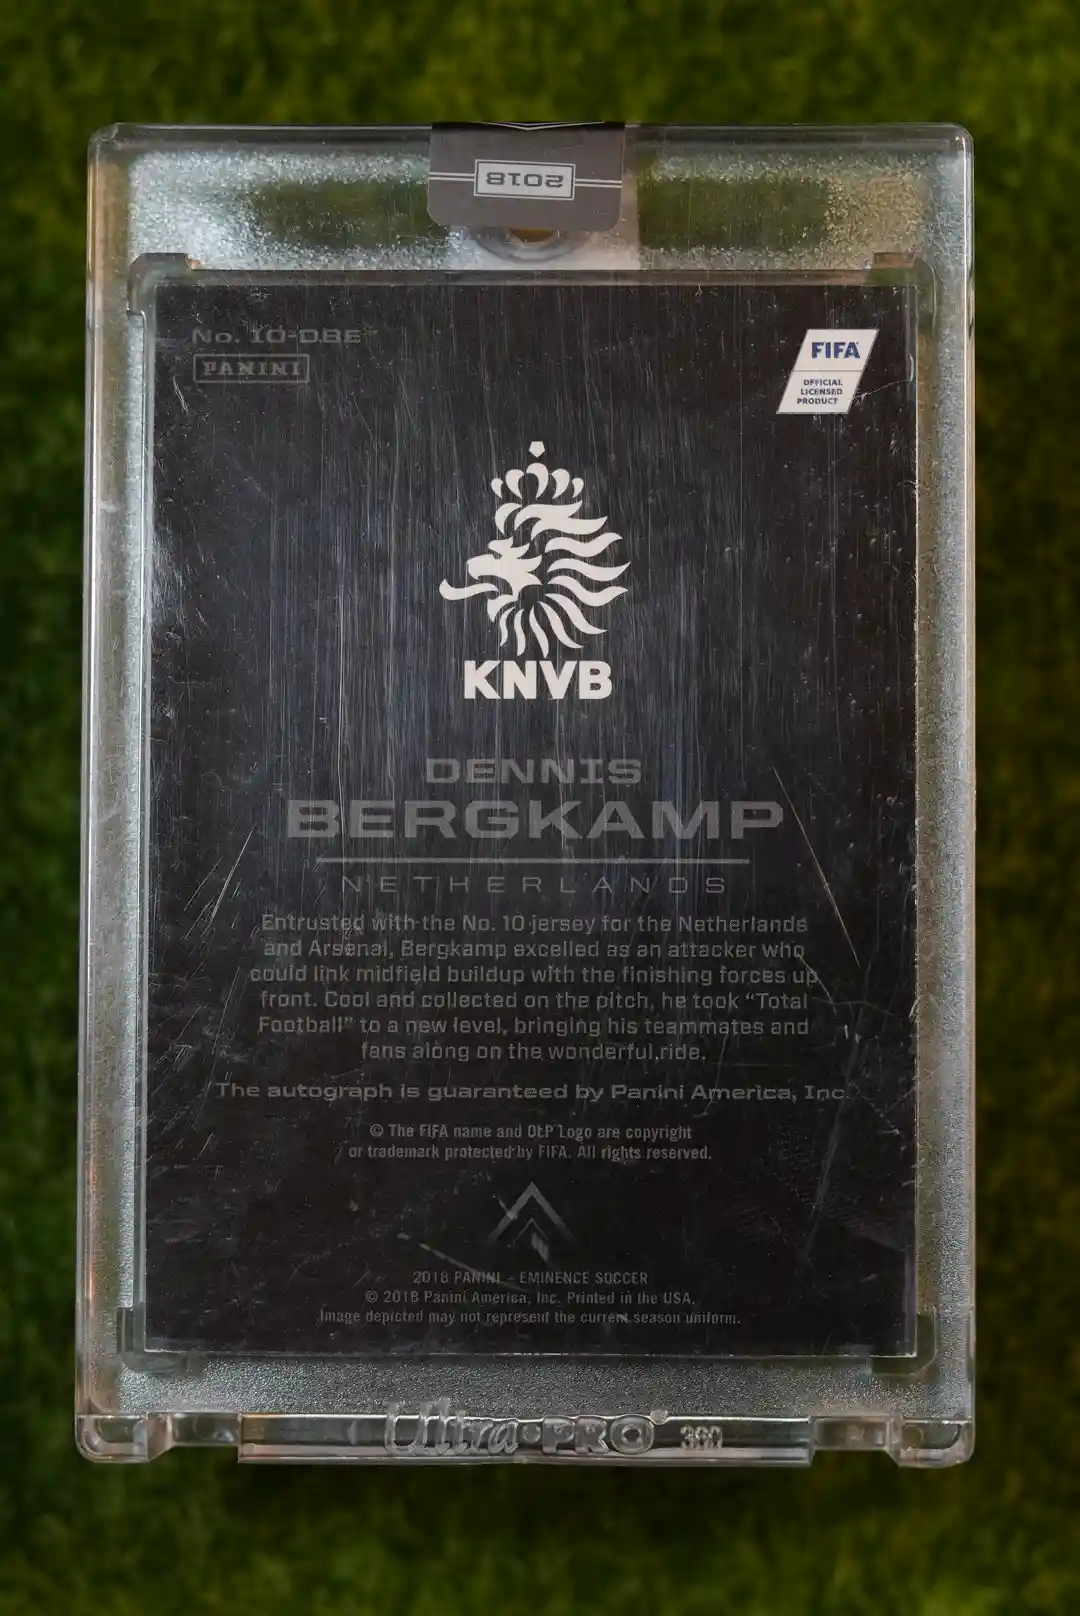 2018
No. 10-DBE
PANINI
FIFA
OFFICIAL
LICENSED
PRODUCT
KNVB
DENNIS
BERGKAMP
NETHERLANDS
Entrusted with the No. 10 jersey for the Netherlands
and Arsenal, Bergkamp excelled as an attacker who
could link midfield buildup with the finishing forces up
front. Cool and collected on the pitch, he took “Total
Football” to a new level, bringing his teammates and
fans along on the wonderful ride.
The autograph is guaranteed by Panini America, Inc.
© The FIFA name and OLP Logo are copyright
or trademark protected by FIFA. All rights reserved.
2018 PANINI – EMINENCE SOCCER
© 2018 Panini America, Inc. Printed in the USA.
Image depicted may not represent the current season uniform.
Ultra•PRO® 360